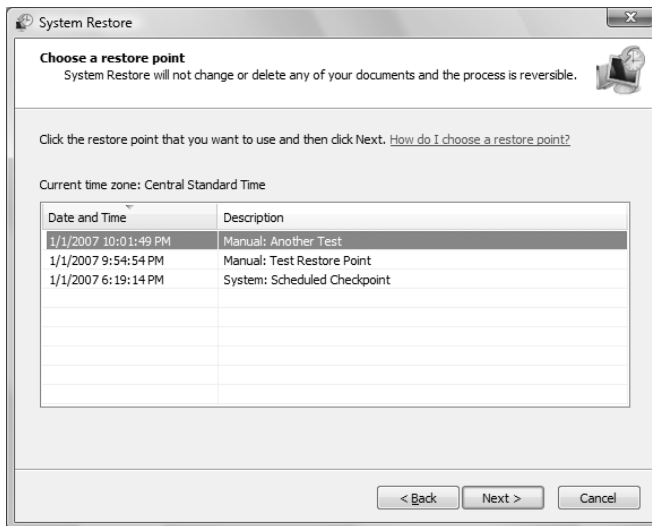 System Restore
Choose a restore point
System Restore will not change or delete any of your documents and the process is reversible.
Click the restore point that you want to use and then click Next. How do I choose a restore point?
Current time zone: Central Standard Time
Date and Time Description
1/1/2007 10:01:49 PM Manual: Another Test
1/1/2007 9:54:54 PM Manual: Test Restore Point
1/1/2007 6:19:14 PM System: Scheduled Checkpoint
< Back Next > Cancel